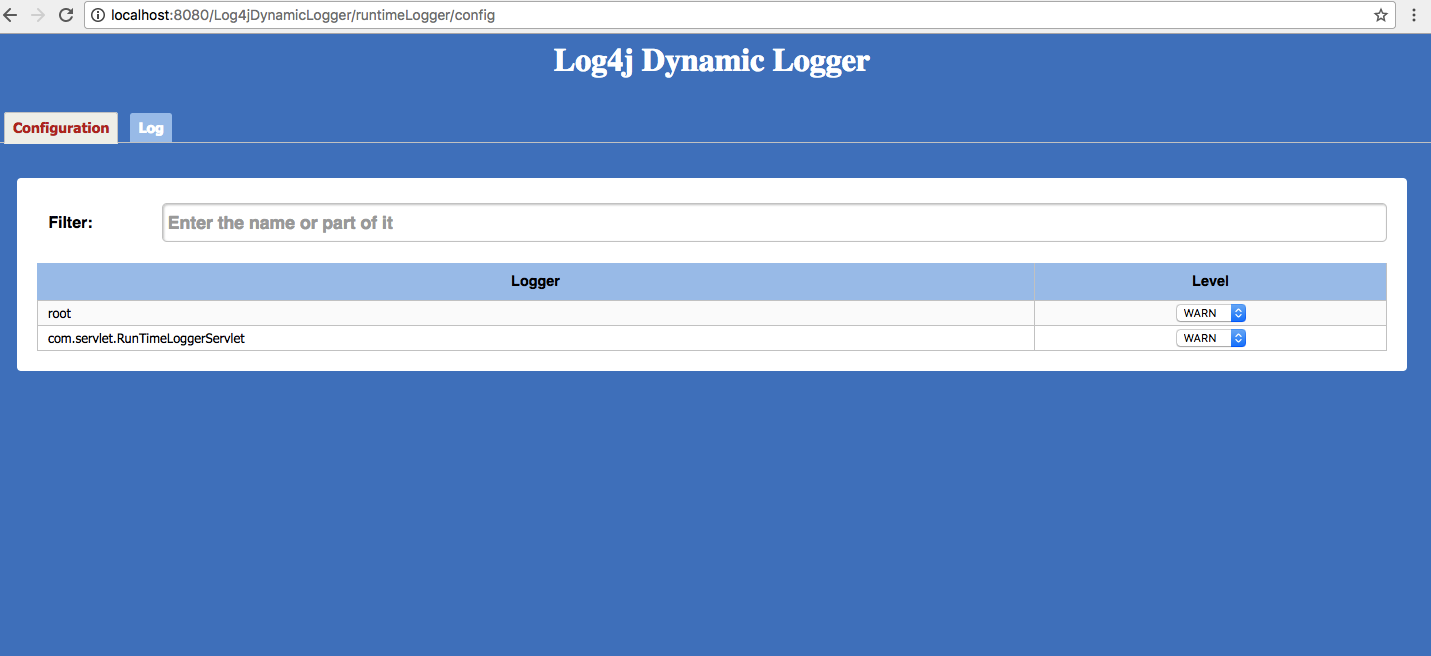 localhost:8080/Log4jDynamicLogger/runtimeLogger/config
Log4j Dynamic Logger
Configuration Log
Filter: Enter the name or part of it
Logger Level
root WARN
com.servlet.RunTimeLoggerServlet WARN